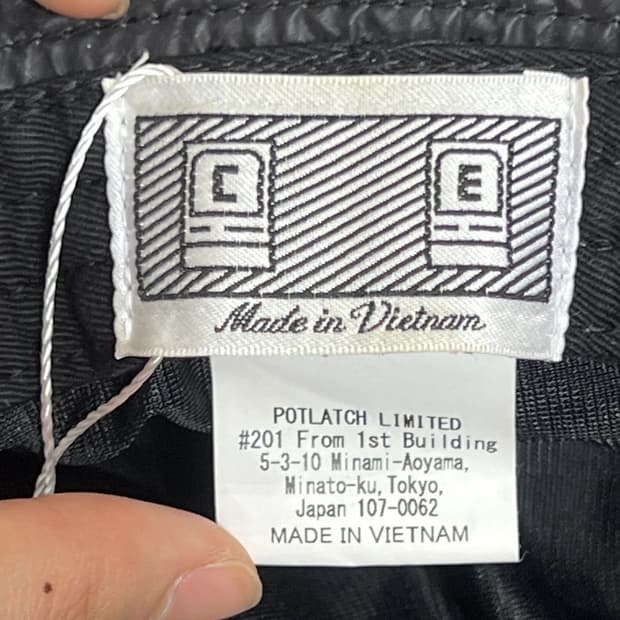 C E
Made in Vietnam
POTLATCH LIMITED
#201 From 1st Building
5-3-10 Minami-Aoyama,
Minato-ku, Tokyo,
Japan 107-0062
MADE IN VIETNAM